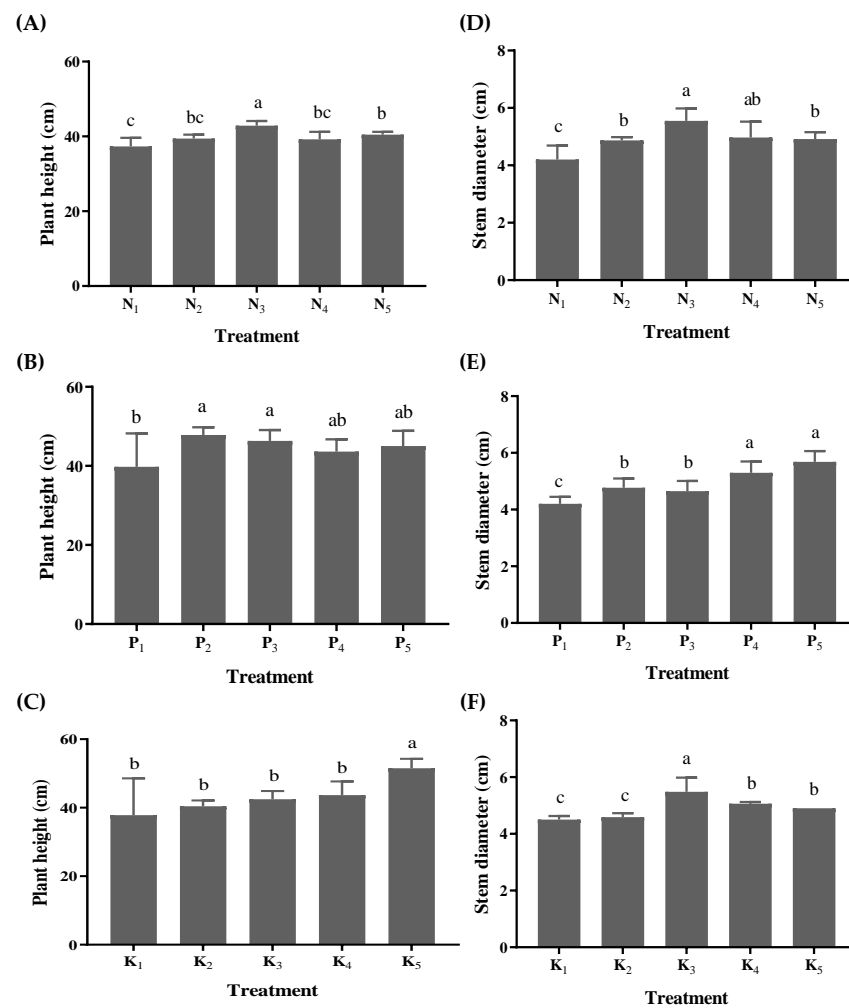 (A)
Plant height (cm)
60
40
20
0
c bc a bc b
N₁ N₂ N₃ N₄ N₅
Treatment
(D)
Stem diameter (cm)
8
6
4
2
0
c b a ab b
N₁ N₂ N₃ N₄ N₅
Treatment
(B)
Plant height (cm)
60
40
20
0
b a a ab ab
P₁ P₂ P₃ P₄ P₅
Treatment
(E)
Stem diameter (cm)
8
6
4
2
0
c b b a a
P₁ P₂ P₃ P₄ P₅
Treatment
(C)
Plant height (cm)
60
40
20
0
b b b b a
K₁ K₂ K₃ K₄ K₅
Treatment
(F)
Stem diameter (cm)
8
6
4
2
0
c c a b b
K₁ K₂ K₃ K₄ K₅
Treatment